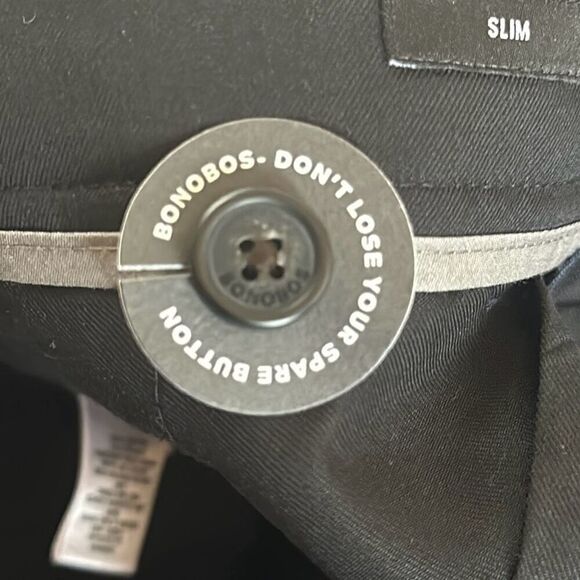 SLIM
BONOBOS- DON'T LOSE YOUR SPARE BUTTON
BONOBOS